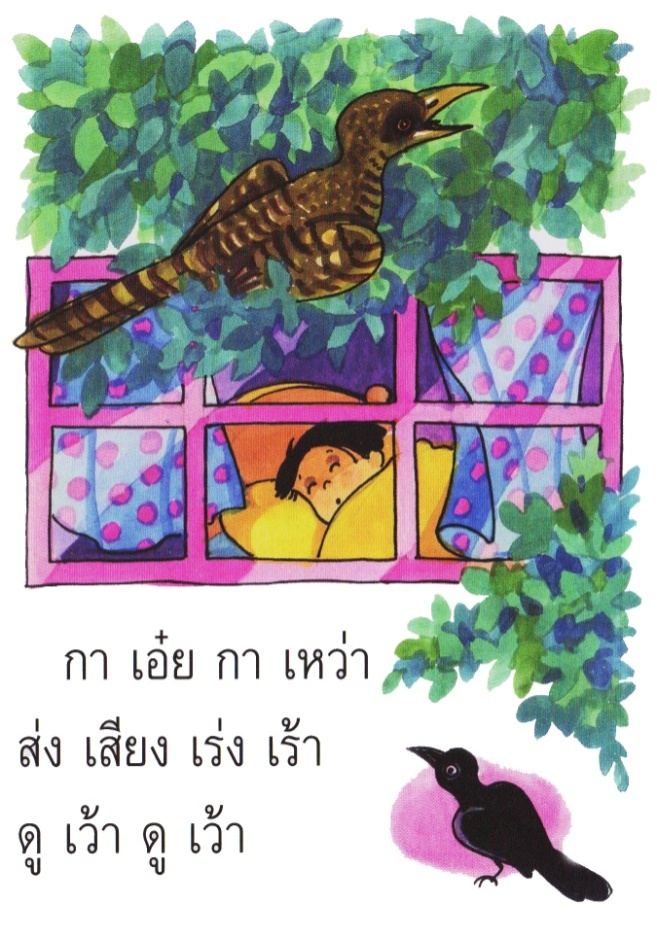 กา เอ๋ย กา เหว่า
ส่ง เสียง เร่ง เร้า
ดู เว้า ดู เว้า